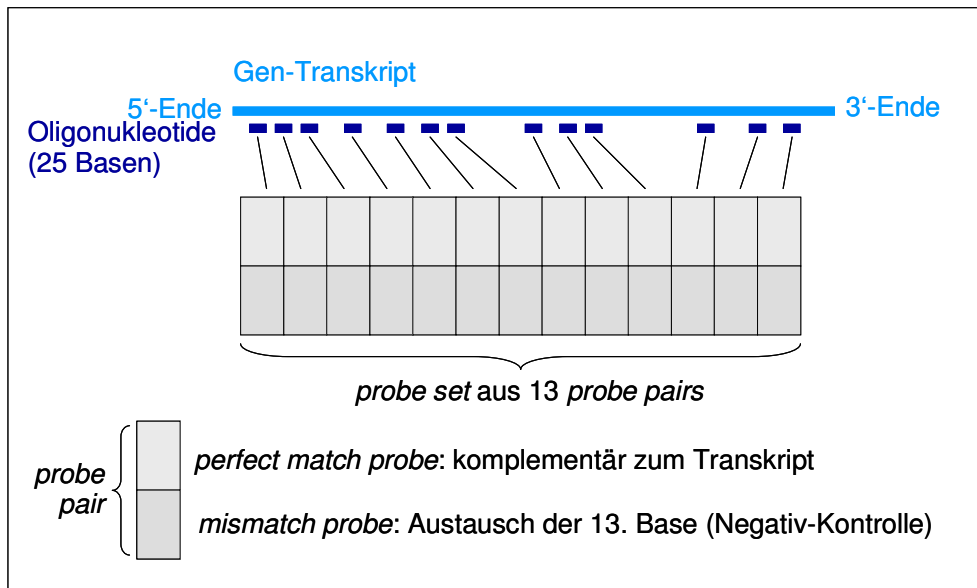 Gen-Transkript
5‘-Ende
3‘-Ende
Oligonukleotide
(25 Basen)
probe set aus 13 probe pairs
probe
pair
perfect match probe: komplementär zum Transkript
mismatch probe: Austausch der 13. Base (Negativ-Kontrolle)